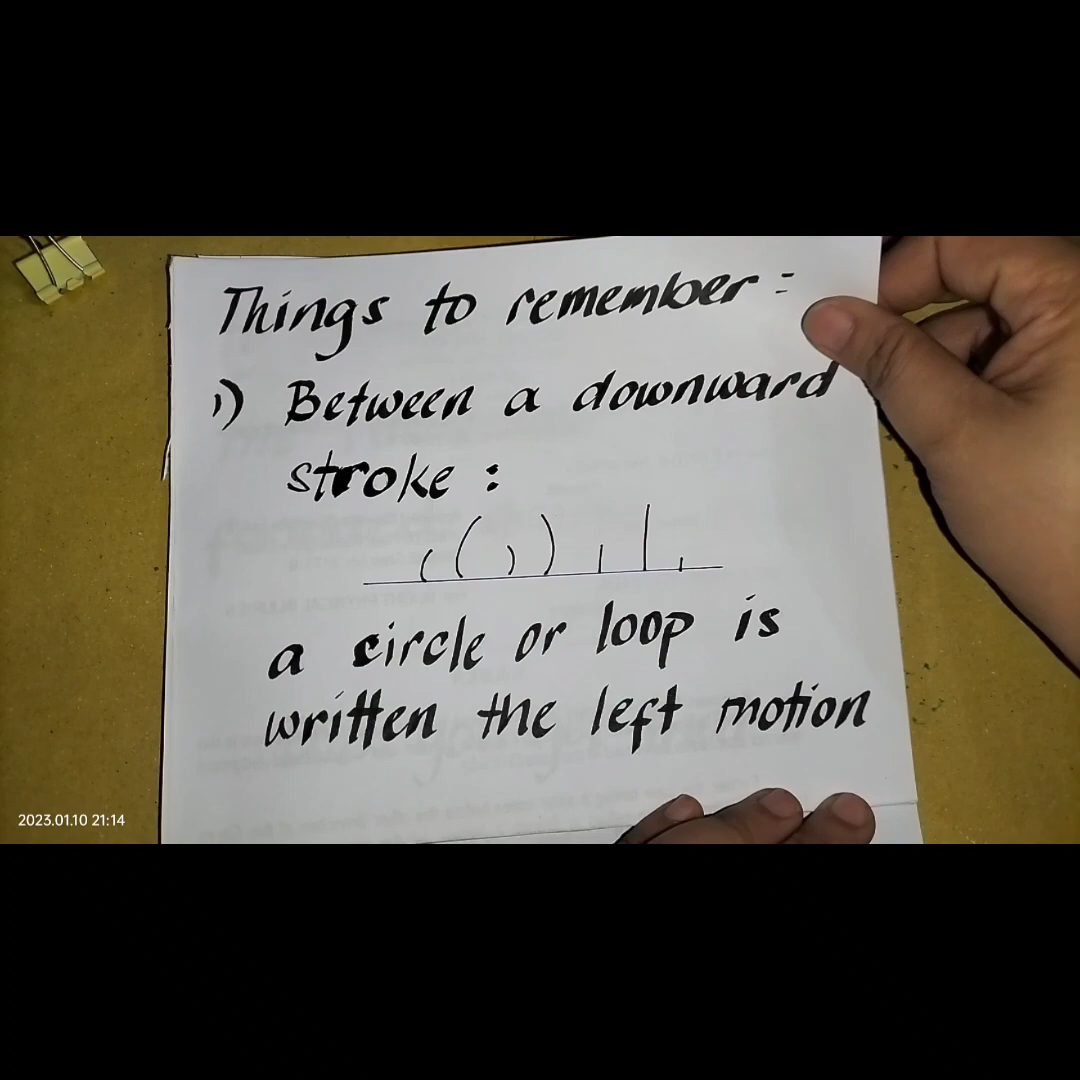 Things to remember:
1) Between a downward
stroke:
a circle or loop is
written the left motion
2023.01.10 21:14